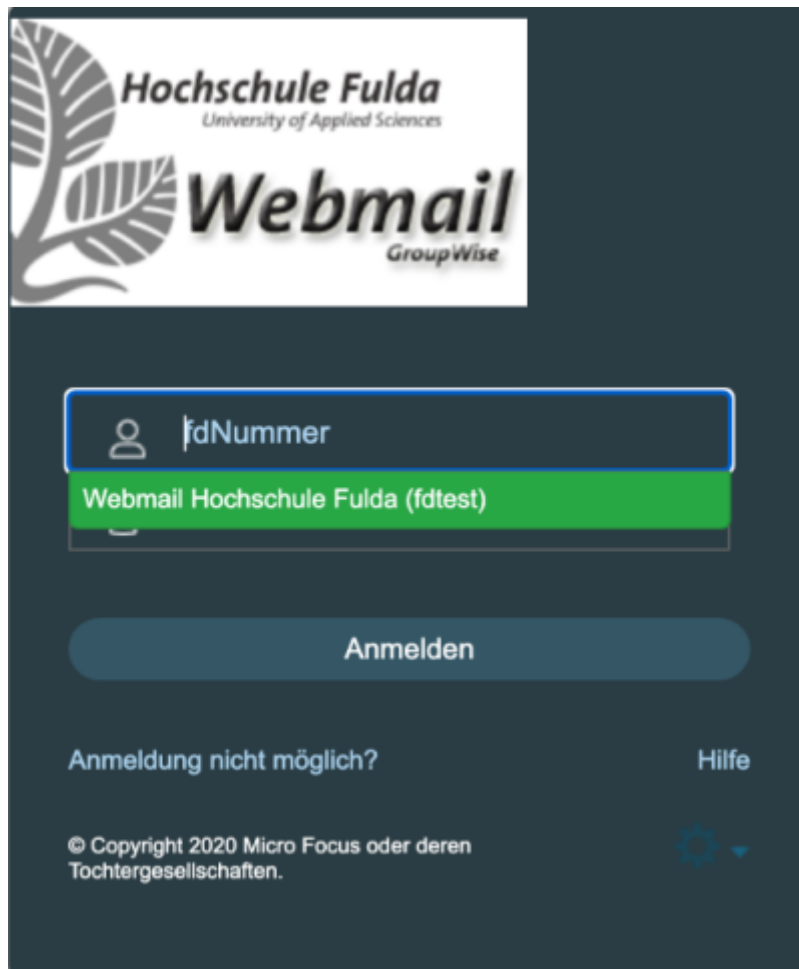 Hochschule Fulda
University of Applied Sciences
Webmail
GroupWise
fdNummer
Webmail Hochschule Fulda (fdtest)
Anmelden
Anmeldung nicht möglich?
Hilfe
© Copyright 2020 Micro Focus oder deren
Tochtergesellschaften.